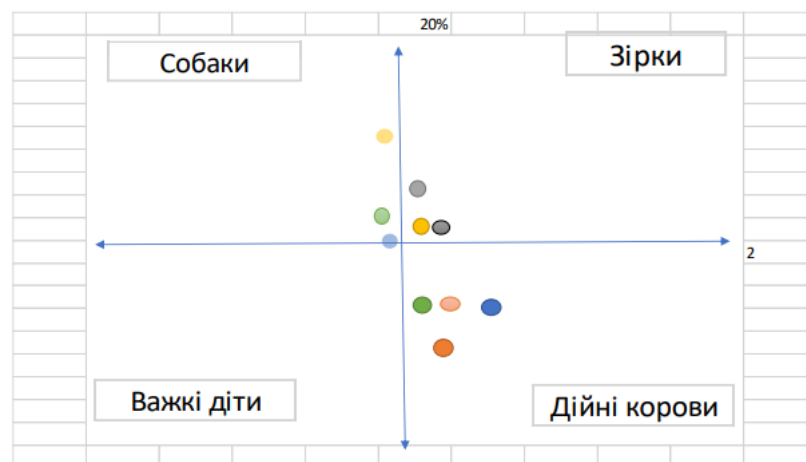 20%
Собаки
Зірки
2
Важкі діти
Дійні корови